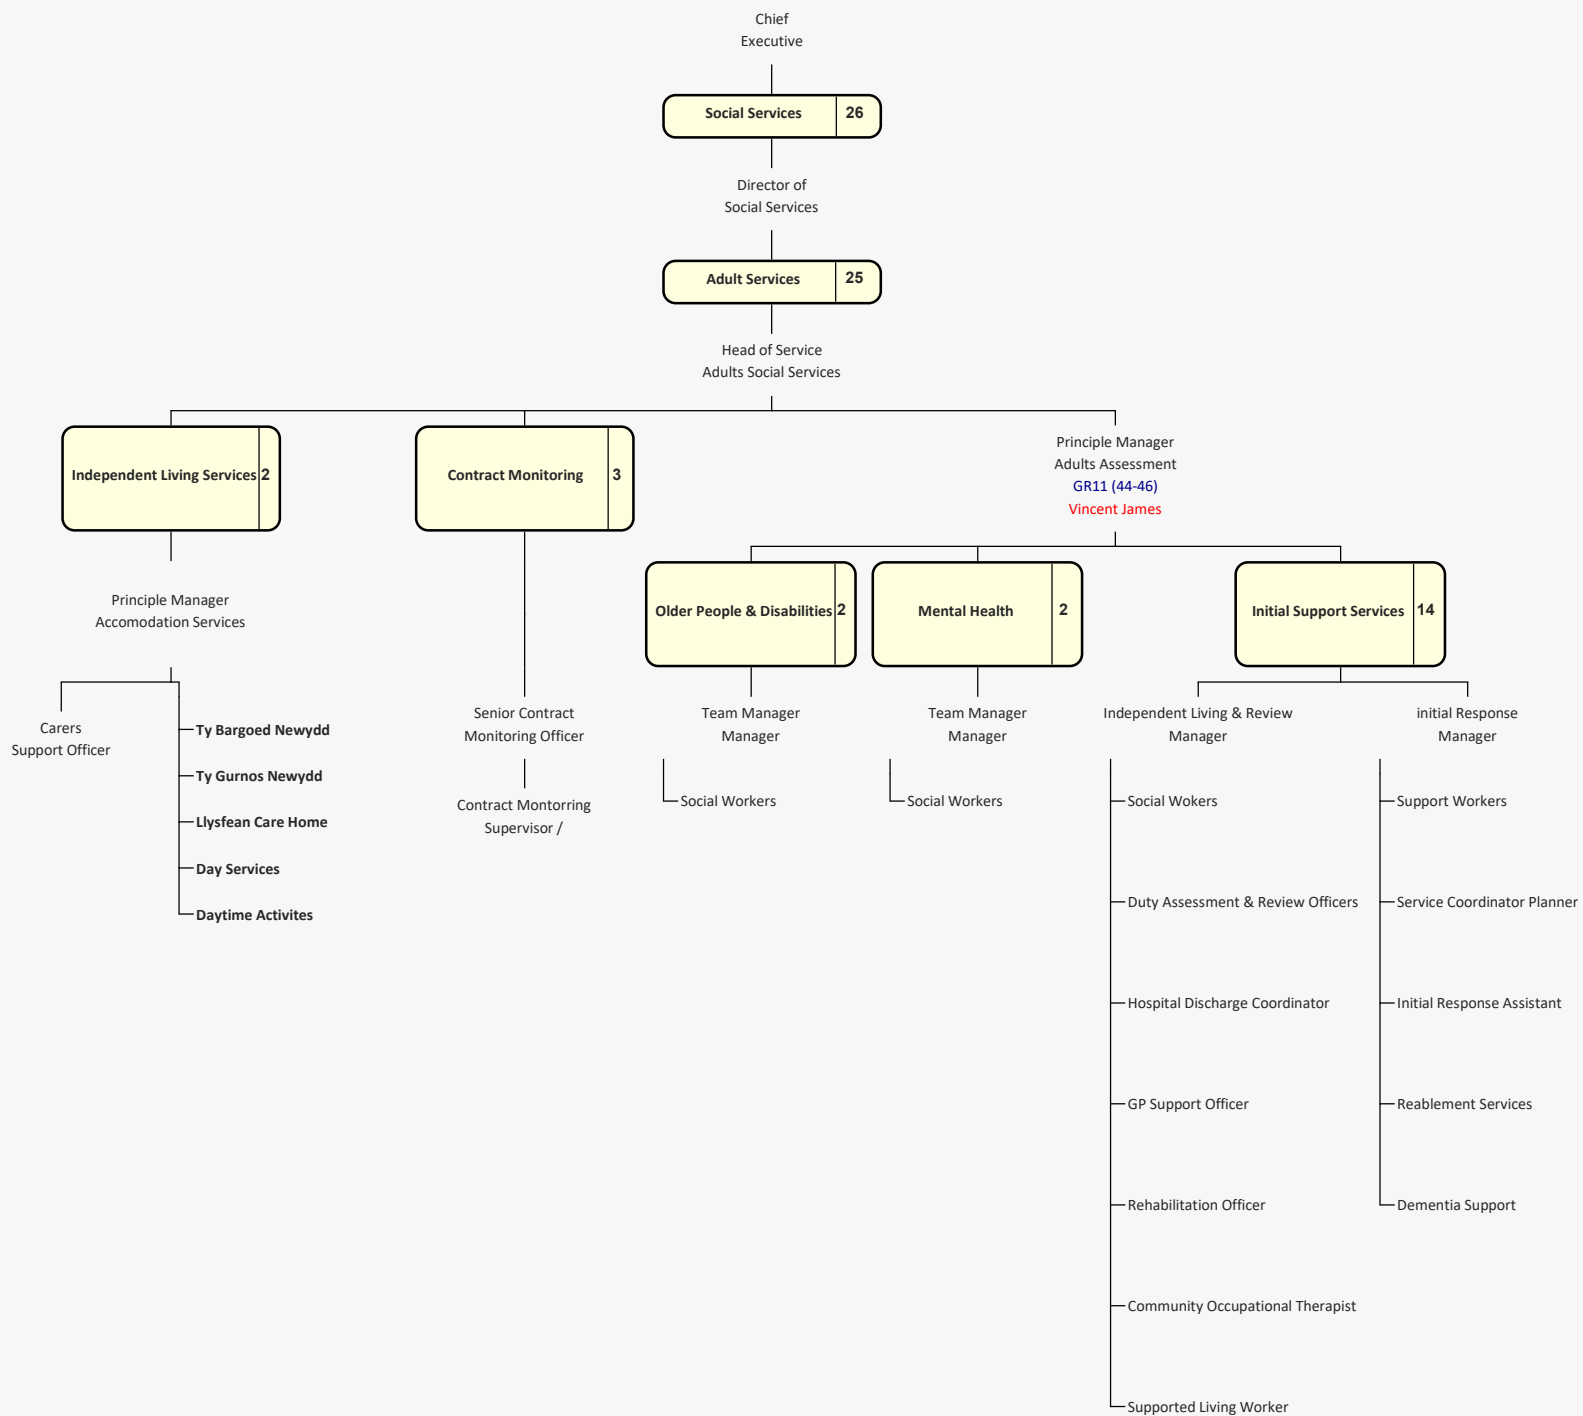 Chief
Executive
Social Services 26
Director of
Social Services
Adult Services 25
Head of Service
Adults Social Services
Independent Living Services 2
Contract Monitoring 3
Principle Manager
Adults Assessment
GR11 (44-46)
Vincent James
Principle Manager
Accomodation Services
Older People & Disabilities 2
Mental Health 2
Initial Support Services 14
Carers
Support Officer
Ty Bargoed Newydd
Ty Gurnos Newydd
Llysfean Care Home
Day Services
Daytime Activites
Senior Contract
Monitoring Officer
Contract Montorring
Supervisor /
Team Manager
Manager
Social Workers
Team Manager
Manager
Social Workers
Independent Living & Review
Manager
Social Wokers
Duty Assessment & Review Officers
Hospital Discharge Coordinator
GP Support Officer
Rehabilitation Officer
Community Occupational Therapist
Supported Living Worker
initial Response
Manager
Support Workers
Service Coordinator Planner
Initial Response Assistant
Reablement Services
Dementia Support